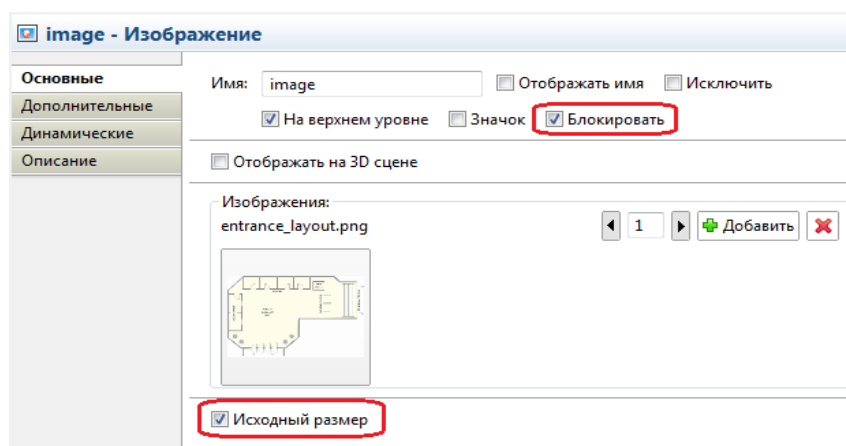 image - Изображение
Основные
Дополнительные
Динамические
Описание
Имя: image Отображать имя Исключить
На верхнем уровне Значок Блокировать
Отображать на 3D сцене
Изображения:
entrance_layout.png 1 Добавить
Исходный размер